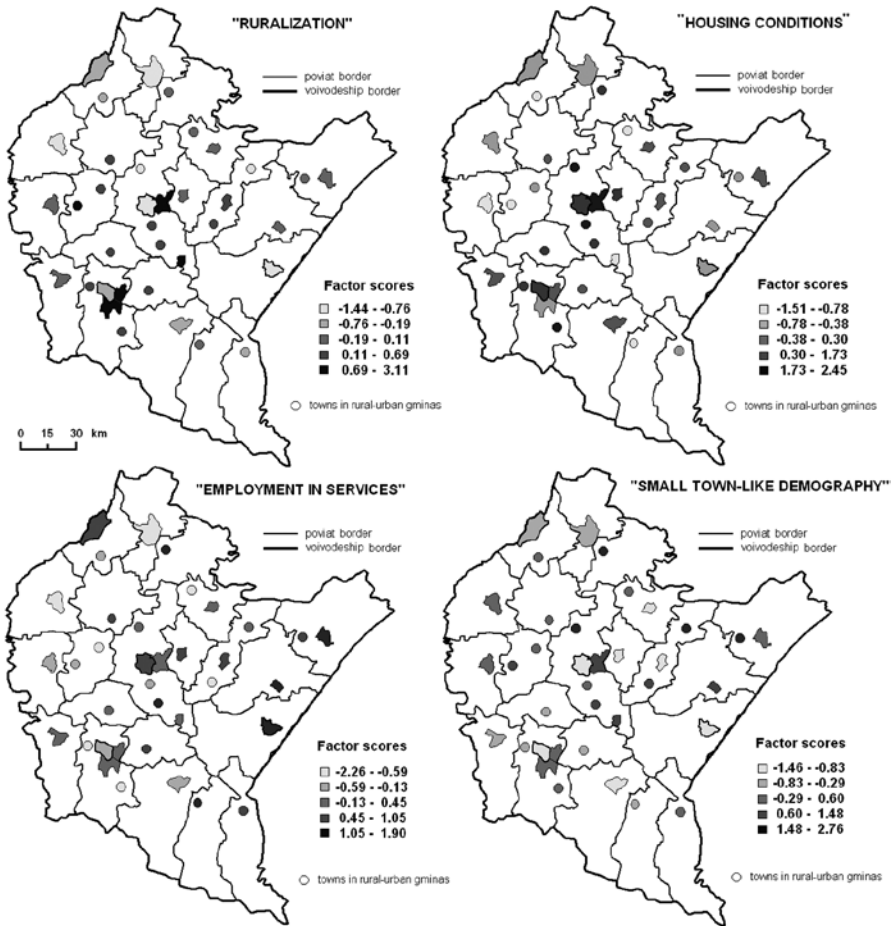 "RURALIZATION"
poviat border
voivodeship border
Factor scores
-1.44 - -0.76
-0.76 - -0.19
-0.19 - 0.11
0.11 - 0.69
0.69 - 3.11
towns in rural-urban gminas
0 15 30 km
"HOUSING CONDITIONS"
poviat border
voivodeship border
Factor scores
-1.51 - -0.78
-0.78 - -0.38
-0.38 - 0.30
0.30 - 1.73
1.73 - 2.45
towns in rural-urban gminas
"EMPLOYMENT IN SERVICES"
poviat border
voivodeship border
Factor scores
-2.26 - -0.59
-0.59 - -0.13
-0.13 - 0.45
0.45 - 1.05
1.05 - 1.90
towns in rural-urban gminas
"SMALL TOWN-LIKE DEMOGRAPHY"
poviat border
voivodeship border
Factor scores
-1.46 - -0.83
-0.83 - -0.29
-0.29 - 0.60
0.60 - 1.48
1.48 - 2.76
towns in rural-urban gminas